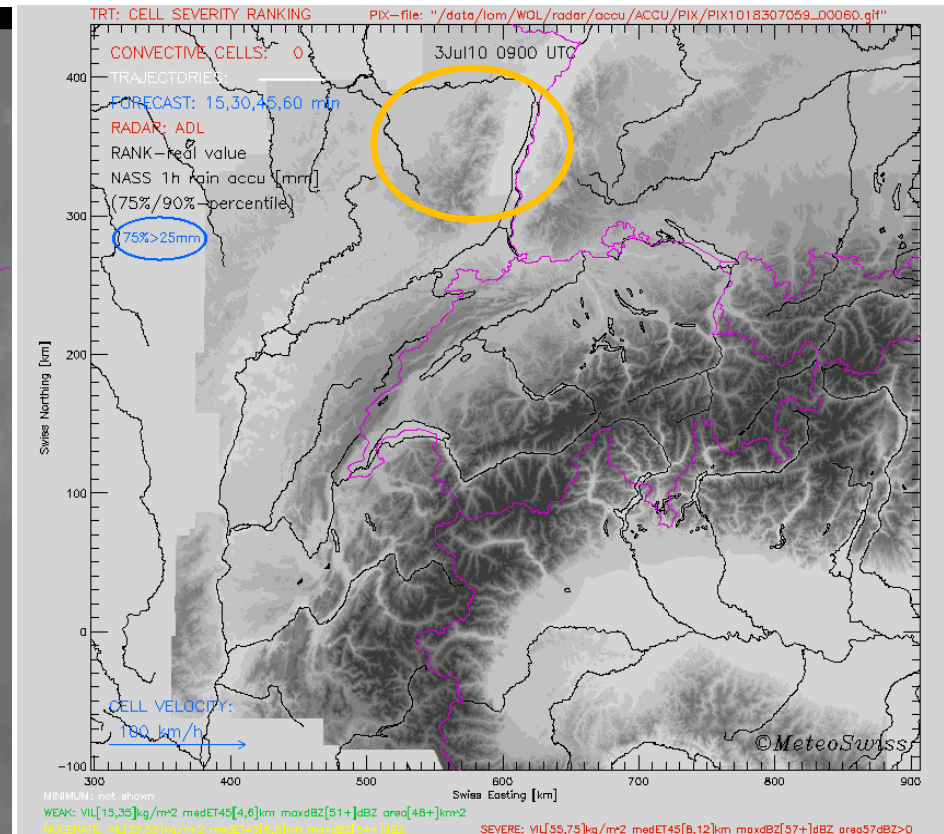 TRT: CELL SEVERITY RANKING PIX-file: "/data/lom/WOL/radar/accu/ACCU/PIX/PIX1018307059_00060.gif"
CONVECTIVE CELLS: 0 3Jul10 0900 UTC
TRAJECTORIES:
FORECAST: 15,30,45,60 min
RADAR: ADL
RANK-real value
NASS 1h rain accu [mm]
(75%/90%-percentile)
75%>25mm
400
300
200
100
0
-100
Swiss Northing [km]
CELL VELOCITY:
100 km/h
©MeteoSwiss
300 400 500 600 700 800 900
Swiss Easting [km]
MINIMUM: not shown
WEAK: VIL[15,35]kg/m^2 medET45[4,6]km maxdBZ[51+]dBZ area[48+]km^2
SEVERE: VIL[55,75]kg/m^2 medET45[8,12]km maxdBZ[57+]dBZ area57dBZ>0